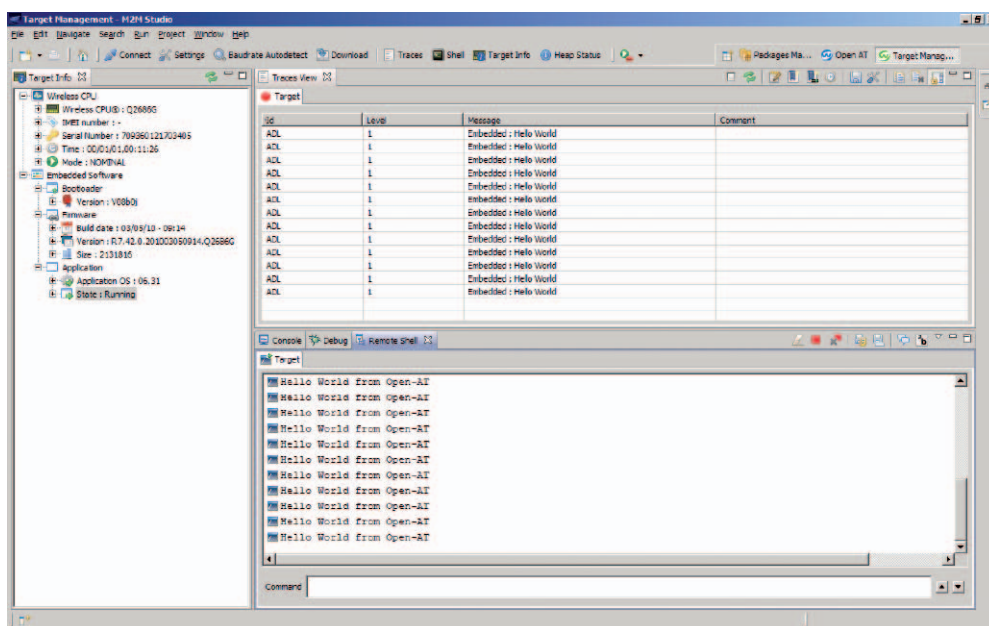 Target Management - M2M Studio
File Edit Navigate Search Run Project Window Help
Connect Settings Baudrate Autodetect Download Traces Shell Target Info Heap Status Packages Ma... Open AT Target Manag...
Target Info
Wireless CPU
Wireless CPU® : Q2686G
IMEI number : -
Serial Number : 709360121703405
Time : 00/01/01,00:11:26
Mode : NOMINAL
Embedded Software
Bootloader
Version : V08b0j
Firmware
Build date : 03/05/10 - 09:14
Version : R.7.42.0.201003050914.Q2686G
Size : 2131816
Application
Application OS : 06.31
State : Running
Traces View
Target
Id Level Message Comment
ADL 1 Embedded : Hello World
ADL 1 Embedded : Hello World
ADL 1 Embedded : Hello World
ADL 1 Embedded : Hello World
ADL 1 Embedded : Hello World
ADL 1 Embedded : Hello World
ADL 1 Embedded : Hello World
ADL 1 Embedded : Hello World
ADL 1 Embedded : Hello World
ADL 1 Embedded : Hello World
ADL 1 Embedded : Hello World
ADL 1 Embedded : Hello World
ADL 1 Embedded : Hello World
Console Debug Remote Shell
Target
Hello World from Open-AT
Hello World from Open-AT
Hello World from Open-AT
Hello World from Open-AT
Hello World from Open-AT
Hello World from Open-AT
Hello World from Open-AT
Hello World from Open-AT
Hello World from Open-AT
Hello World from Open-AT
Hello World from Open-AT
Command